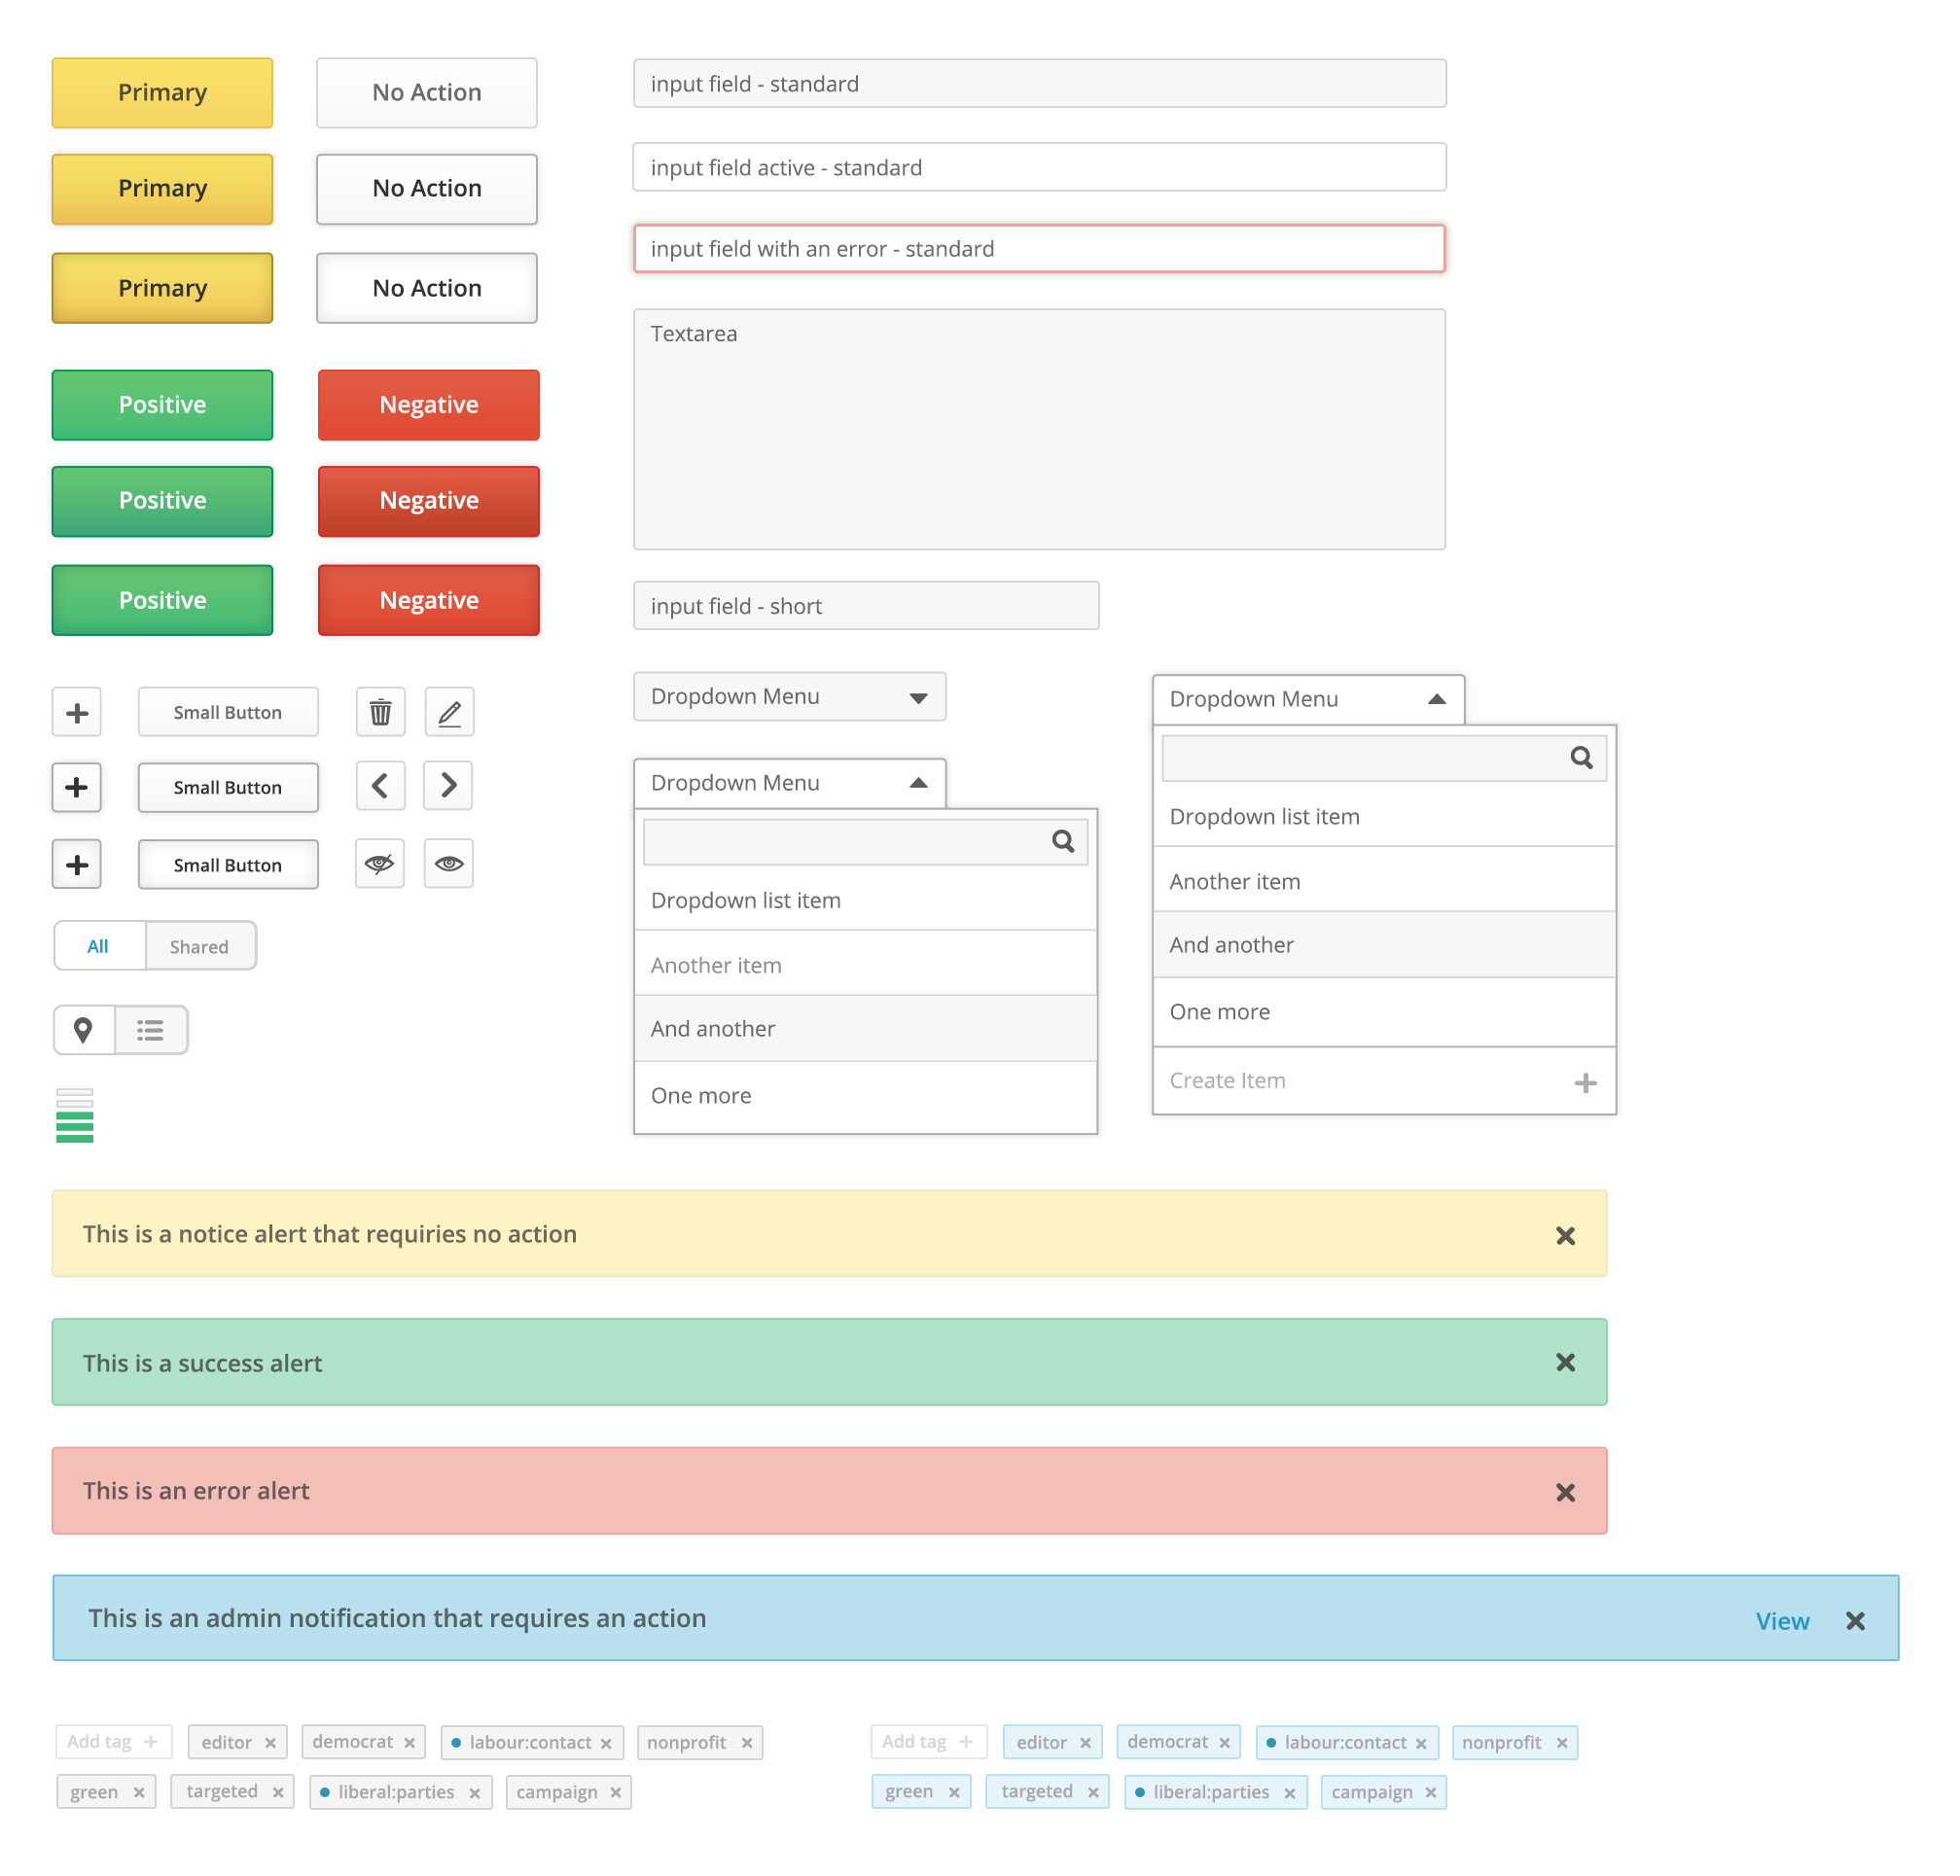 Primary
No Action
Primary
No Action
Primary
No Action
Positive
Negative
Positive
Negative
Positive
Negative
Small Button
Small Button
Small Button
All
Shared
input field - standard
input field active - standard
input field with an error - standard
Textarea
input field - short
Dropdown Menu
Dropdown Menu
Dropdown list item
Another item
And another
One more
Dropdown Menu
Dropdown list item
Another item
And another
One more
Create Item
This is a notice alert that requiries no action
This is a success alert
This is an error alert
This is an admin notification that requires an action
View
Add tag
editor
democrat
labour:contact
nonprofit
green
targeted
liberal:parties
campaign
Add tag
editor
democrat
labour:contact
nonprofit
green
targeted
liberal:parties
campaign